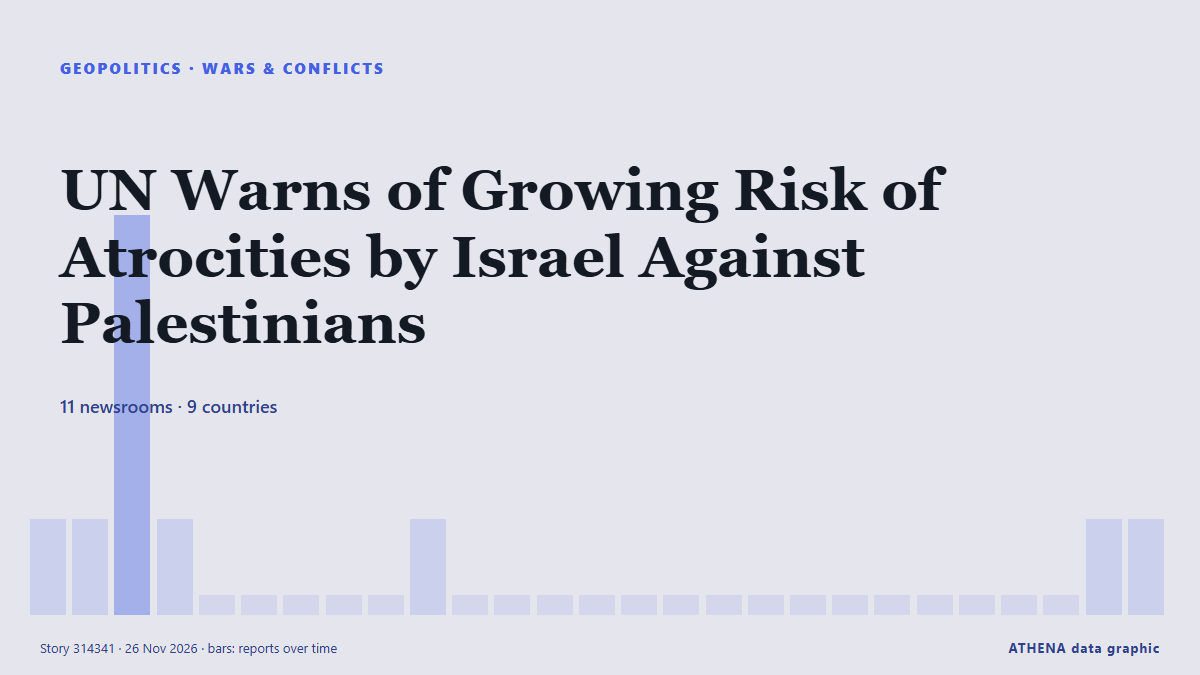 GEOPOLITICS · WARS & CONFLICTS
UN Warns of Growing Risk of
Atrocities by Israel Against
Palestinians
11 newsrooms · 9 countries
Story 314341 · 26 Nov 2026 · bars: reports over time
ATHENA data graphic